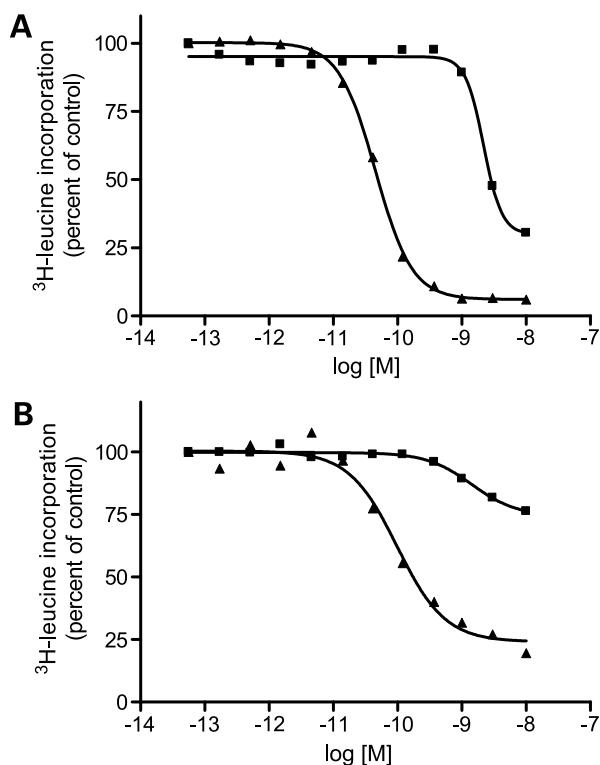 A
³H-leucine incorporation
(percent of control)
100
75
50
25
0
-14 -13 -12 -11 -10 -9 -8 -7
log [M]
B
³H-leucine incorporation
(percent of control)
100
75
50
25
0
-14 -13 -12 -11 -10 -9 -8 -7
log [M]